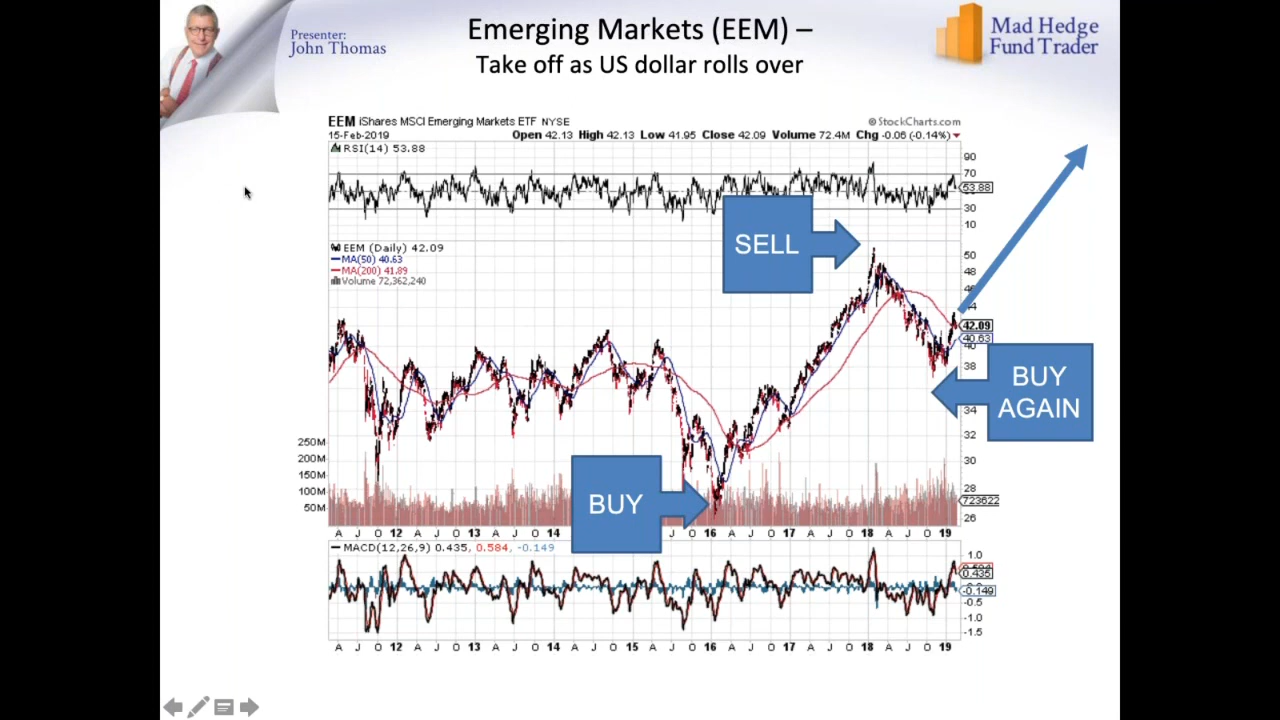 Presenter:
John Thomas
Emerging Markets (EEM) –
Take off as US dollar rolls over
Mad Hedge
Fund Trader
EEM iShares MSCI Emerging Markets ETF NYSE
© StockCharts.com
15-Feb-2019
Open 42.13 High 42.13 Low 41.95 Close 42.09 Volume 72.4M Chg -0.06 (-0.14%)
RSI(14) 53.88
90
70
53.88
30
10
EEM (Daily) 42.09
MA(50) 40.63
MA(200) 41.89
Volume 72,362,240
SELL
50
48
42.09
40.63
38
34
32
30
28
26
BUY
AGAIN
BUY
250M
200M
150M
100M
50M
723622
A J O 12 A J O 13 A J O 14 O 16 A J O 17 A J O 18 A J O 19
MACD(12,26,9) 0.435, 0.584, -0.149
1.0
0.435
-0.149
-0.5
-1.0
-1.5
A J O 12 A J O 13 A J O 14 A J O 15 A J O 16 A J O 17 A J O 18 A J O 19